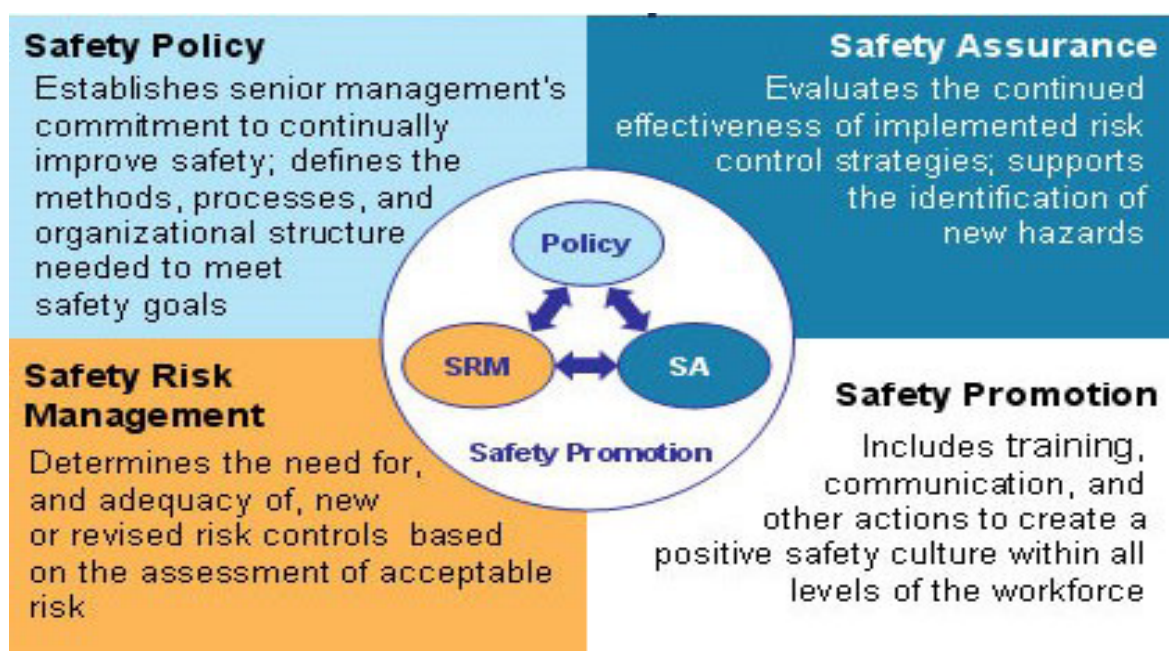 Safety Policy
Establishes senior management's
commitment to continually
improve safety; defines the
methods, processes, and
organizational structure
needed to meet
safety goals
Safety Assurance
Evaluates the continued
effectiveness of implemented risk
control strategies; supports
the identification of
new hazards
Policy
SRM
SA
Safety Promotion
Safety Risk
Management
Determines the need for,
and adequacy of, new
or revised risk controls based
on the assessment of acceptable
risk
Safety Promotion
Includes training,
communication, and
other actions to create a
positive safety culture within all
levels of the workforce